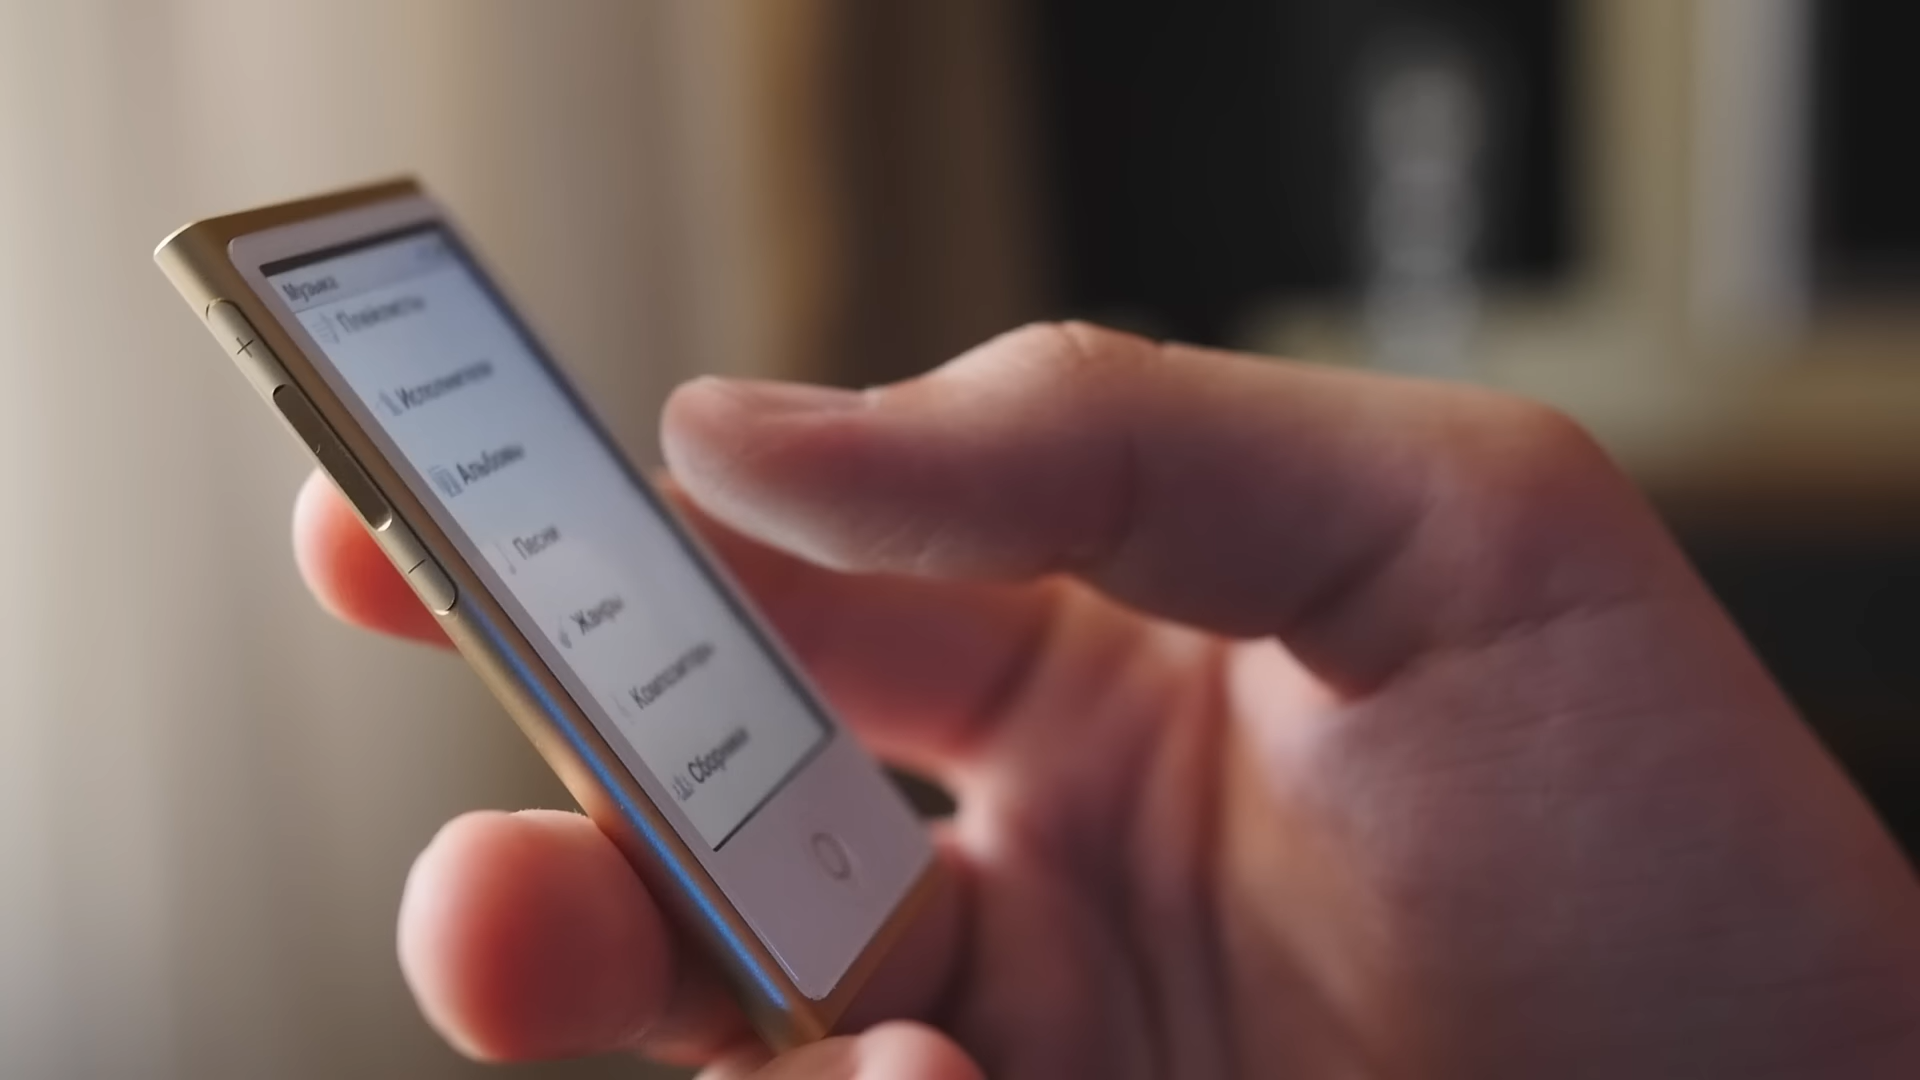 Музыка
Плейлисты
Исполнители
Альбомы
Песни
Жанры
Композиторы
Сборники